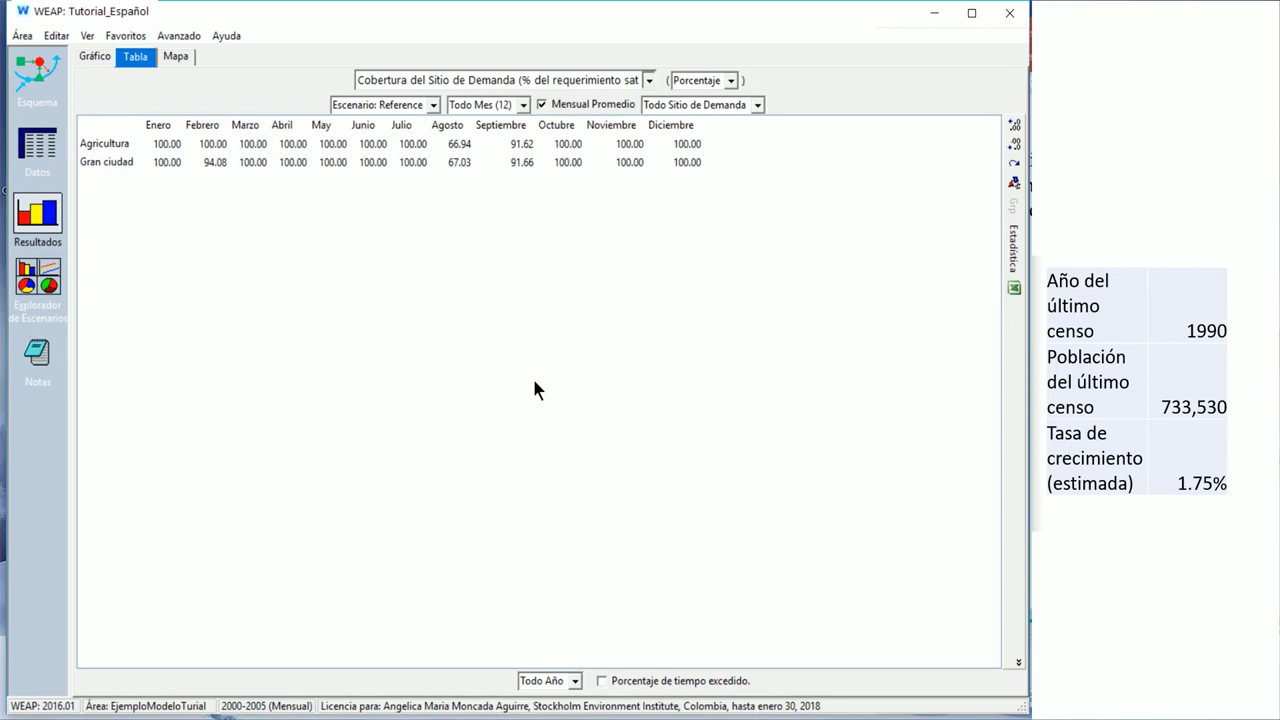 WEAP: Tutorial_Español
Área Editar Ver Favoritos Avanzado Ayuda
Gráfico Tabla Mapa
Cobertura del Sitio de Demanda (% del requerimiento sat ( Porcentaje )
Escenario: Reference Todo Mes (12) Mensual Promedio Todo Sitio de Demanda
Enero Febrero Marzo Abril May Junio Julio Agosto Septiembre Octubre Noviembre Diciembre
Agricultura 100.00 100.00 100.00 100.00 100.00 100.00 100.00 66.94 91.62 100.00 100.00 100.00
Gran ciudad 100.00 94.08 100.00 100.00 100.00 100.00 100.00 67.03 91.66 100.00 100.00 100.00
Esquema
Datos
Resultados
Explorador
de Escenarios
Notas
Grp
Estadística
Todo Año Porcentaje de tiempo excedido.
WEAP: 2016.01 Área: EjemploModeloTurial 2000-2005 (Mensual) Licencia para: Angelica Maria Moncada Aguirre, Stockholm Environment Institute, Colombia, hasta enero 30, 2018
Año del
último
censo 1990
Población
del último
censo 733,530
Tasa de
crecimiento
(estimada) 1.75%